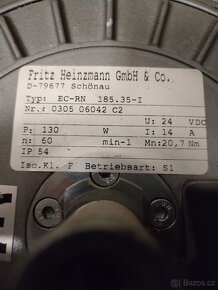 Fritz Heinzmann GmbH & Co.
D-79677 Schönau
Typ: EC-RN 185.35-I
Nr.: 0305 06042 C2
U: 24 VDC
P: 130 W I: 14 A
n: 60 min-1 Mn: 20,7 Nm
IP 54
Iso.Kl. F Betriebsart: S1
Sbazar.cz